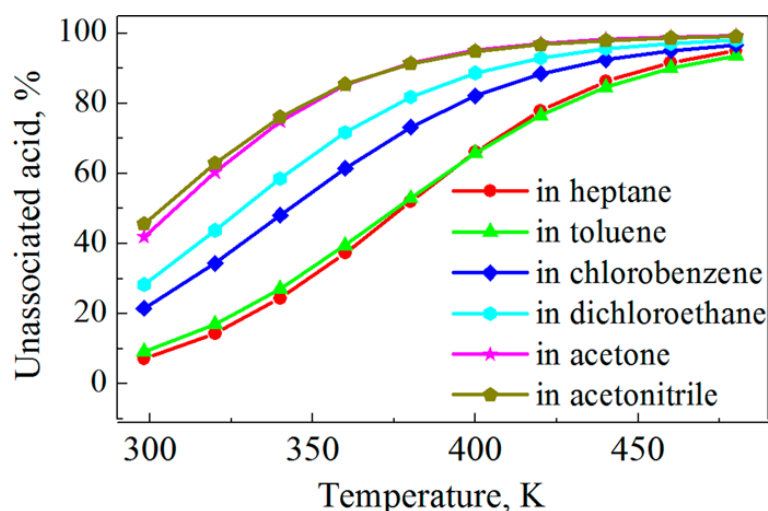 Unassociated acid, %
100
80
60
40
20
0
in heptane
in toluene
in chlorobenzene
in dichloroethane
in acetone
in acetonitrile
300 350 400 450
Temperature, K